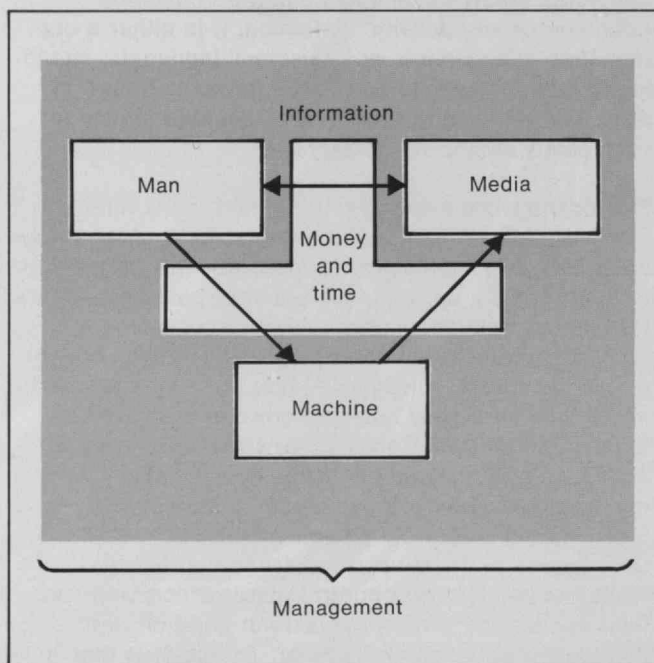 Information
Man
Media
Money
and
time
Machine
Management